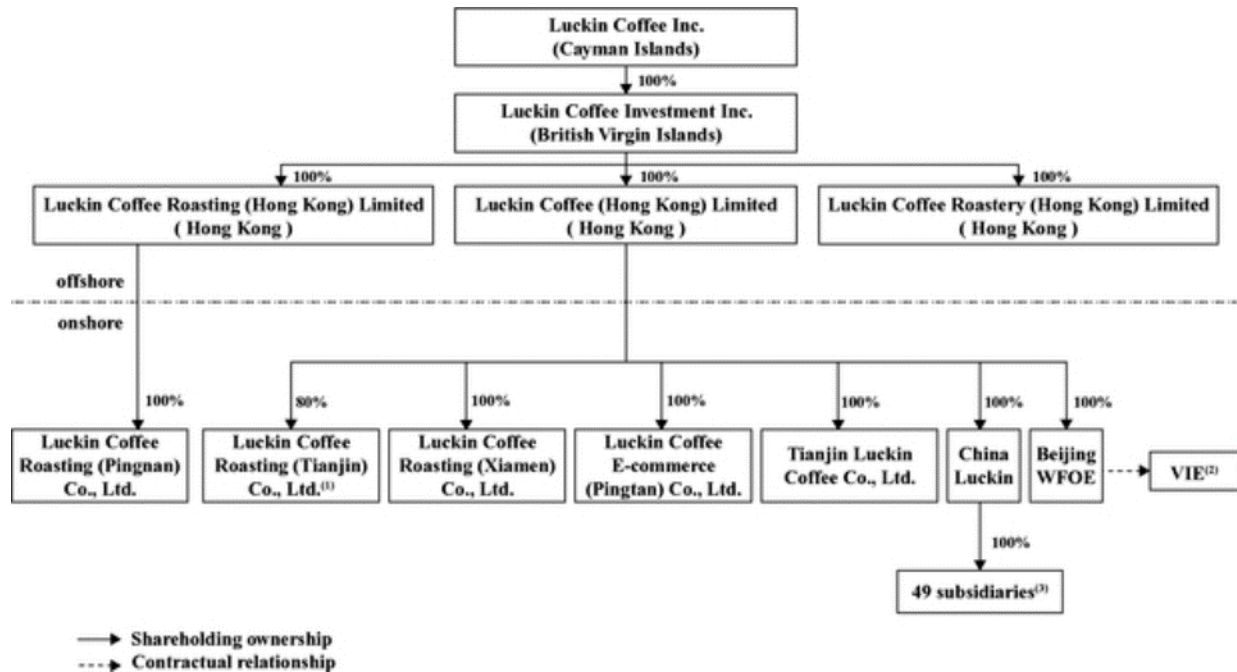 Luckin Coffee Inc.
(Cayman Islands)
100%
Luckin Coffee Investment Inc.
(British Virgin Islands)
100%
100%
100%
Luckin Coffee Roasting (Hong Kong) Limited
( Hong Kong )
Luckin Coffee (Hong Kong) Limited
( Hong Kong )
Luckin Coffee Roastery (Hong Kong) Limited
( Hong Kong )
offshore
onshore
100%
80%
100%
100%
100%
100%
100%
Luckin Coffee
Roasting (Pingnan)
Co., Ltd.
Luckin Coffee
Roasting (Tianjin)
Co., Ltd.(1)
Luckin Coffee
Roasting (Xiamen)
Co., Ltd.
Luckin Coffee
E-commerce
(Pingtan) Co., Ltd.
Tianjin Luckin
Coffee Co., Ltd.
China
Luckin
Beijing
WFOE
VIE(2)
100%
49 subsidiaries(3)
Shareholding ownership
Contractual relationship